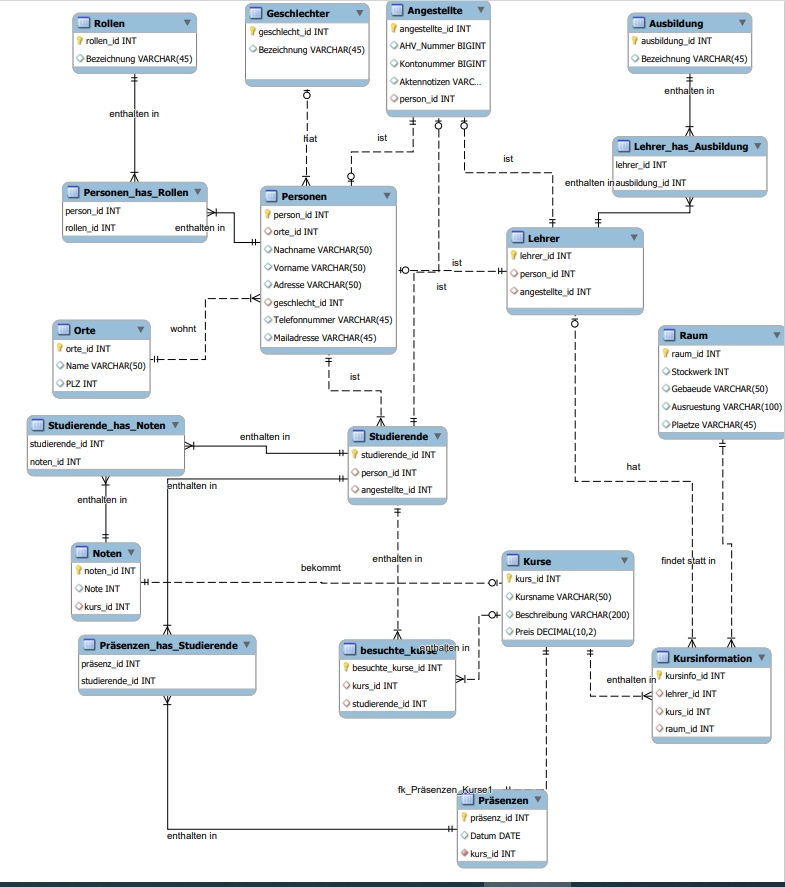 Rollen
rollen_id INT
Bezeichnung VARCHAR(45)
Geschlechter
geschlecht_id INT
Bezeichnung VARCHAR(45)
Angestellte
angestellte_id INT
AHV_Nummer BIGINT
Kontonummer BIGINT
Aktennotizen VARC...
person_id INT
Ausbildung
ausbildung_id INT
Bezeichnung VARCHAR(45)
enthalten in
hat
ist
ist
enthalten in
Lehrer_has_Ausbildung
lehrer_id INT
ausbildung_id INT
enthalten in
Personen_has_Rollen
person_id INT
rollen_id INT
enthalten in
Personen
person_id INT
orte_id INT
Nachname VARCHAR(50)
Vorname VARCHAR(50)
Adresse VARCHAR(50)
geschlecht_id INT
Telefonnummer VARCHAR(45)
Mailadresse VARCHAR(45)
ist
ist
Lehrer
lehrer_id INT
person_id INT
angestellte_id INT
wohnt
Orte
orte_id INT
Name VARCHAR(50)
PLZ INT
Raum
raum_id INT
Stockwerk INT
Gebaeude VARCHAR(50)
Ausruestung VARCHAR(100)
Plaetze VARCHAR(45)
ist
Studierende_has_Noten
studierende_id INT
noten_id INT
enthalten in
Studierende
studierende_id INT
person_id INT
angestellte_id INT
enthalten in
enthalten in
hat
Noten
noten_id INT
Note INT
kurs_id INT
bekommt
enthalten in
Kurse
kurs_id INT
Kursname VARCHAR(50)
Beschreibung VARCHAR(200)
Preis DECIMAL(10,2)
findet statt in
Präsenzen_has_Studierende
präsenz_id INT
studierende_id INT
besuchte_kurse
besuchte_kurse_id INT
kurs_id INT
studierende_id INT
enthalten in
enthalten in
Kursinformation
kursinfo_id INT
lehrer_id INT
kurs_id INT
raum_id INT
fk_Präsenzen_Kurse1
Präsenzen
präsenz_id INT
Datum DATE
kurs_id INT
enthalten in